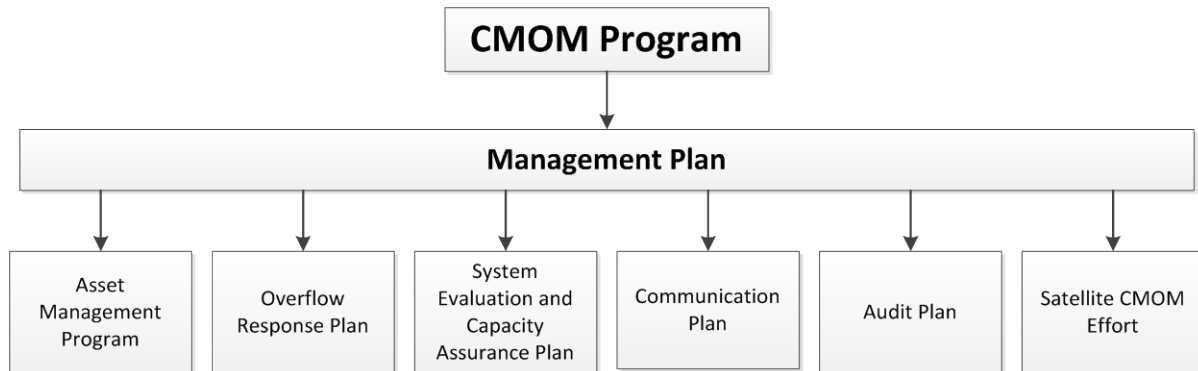 CMOM Program
Management Plan
Asset
Management
Program
Overflow
Response Plan
System
Evaluation and
Capacity
Assurance Plan
Communication
Plan
Audit Plan
Satellite CMOM
Effort